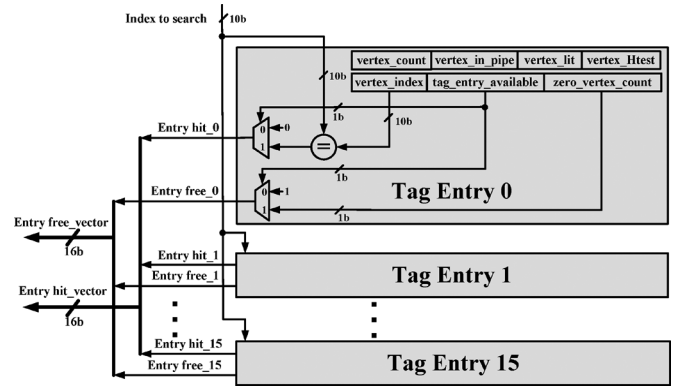 Index to search
10b
vertex_count vertex_in_pipe vertex_lit vertex_Htest
10b
vertex_index tag_entry_available zero_vertex_count
1b
10b
Entry hit_0
0
0
1
=
1b
Entry free_0
0
1
1
1b
Tag Entry 0
Entry free_vector
16b
Entry hit_1
Tag Entry 1
Entry free_1
Entry hit_vector
16b
Entry hit_15
Tag Entry 15
Entry free_15